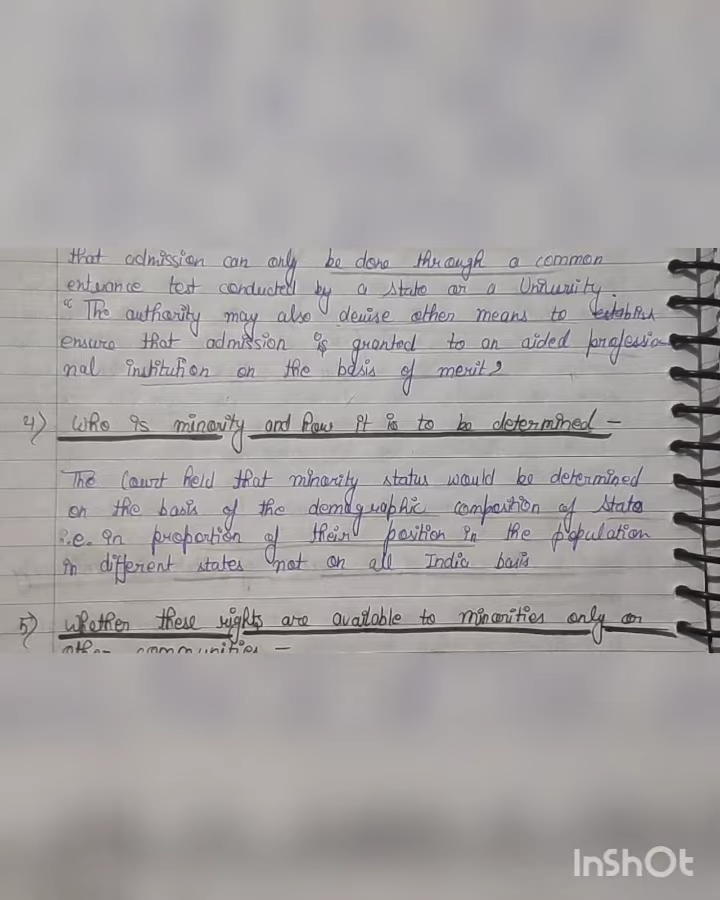 that admission can only be done through a common
entrance test conducted by a state or a University.
“ The authority may also devise other means to establish
ensure that admission is granted to an aided professio
nal institution on the basis of merit”
4) Who is minority and how it is to be determined –
The Court held that minority status would be determined
on the basis of the demographic composition of State
i.e. in proportion of their position in the population
in different states not on all India basis
5) Whether these rights are available to minorities only or
other communities –
InShOt